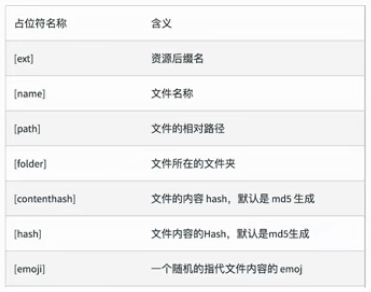 占位符名称 含义
[ext] 资源后缀名
[name] 文件名称
[path] 文件的相对路径
[folder] 文件所在的文件夹
[contenthash] 文件的内容 hash，默认是 md5 生成
[hash] 文件内容的Hash，默认是md5生成
[emoji] 一个随机的指代文件内容的 emoj